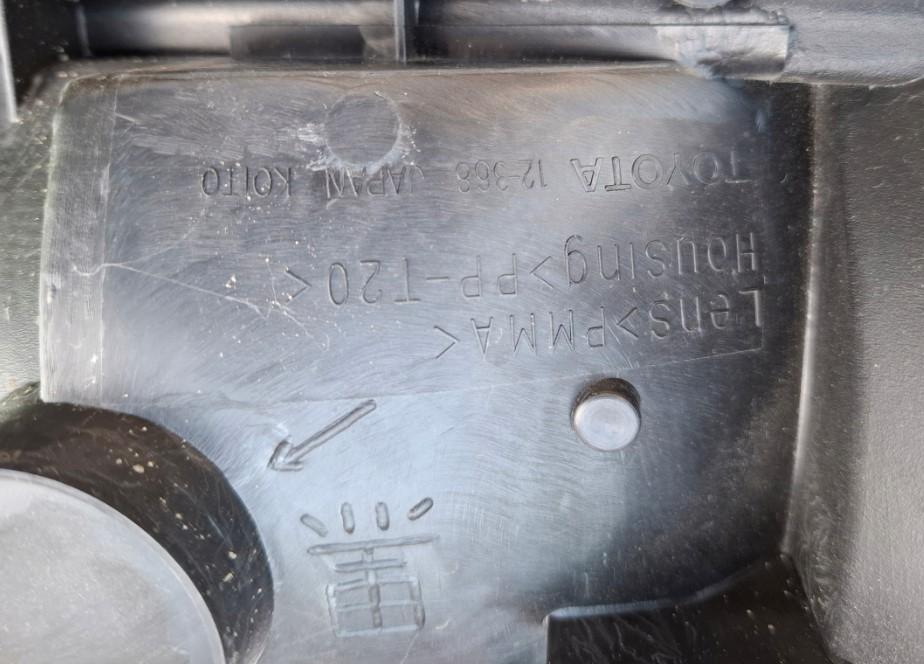 Lens>PMMA<
Housing>PP-T20<
TOYOTA 12-368 JAPAN KOITO